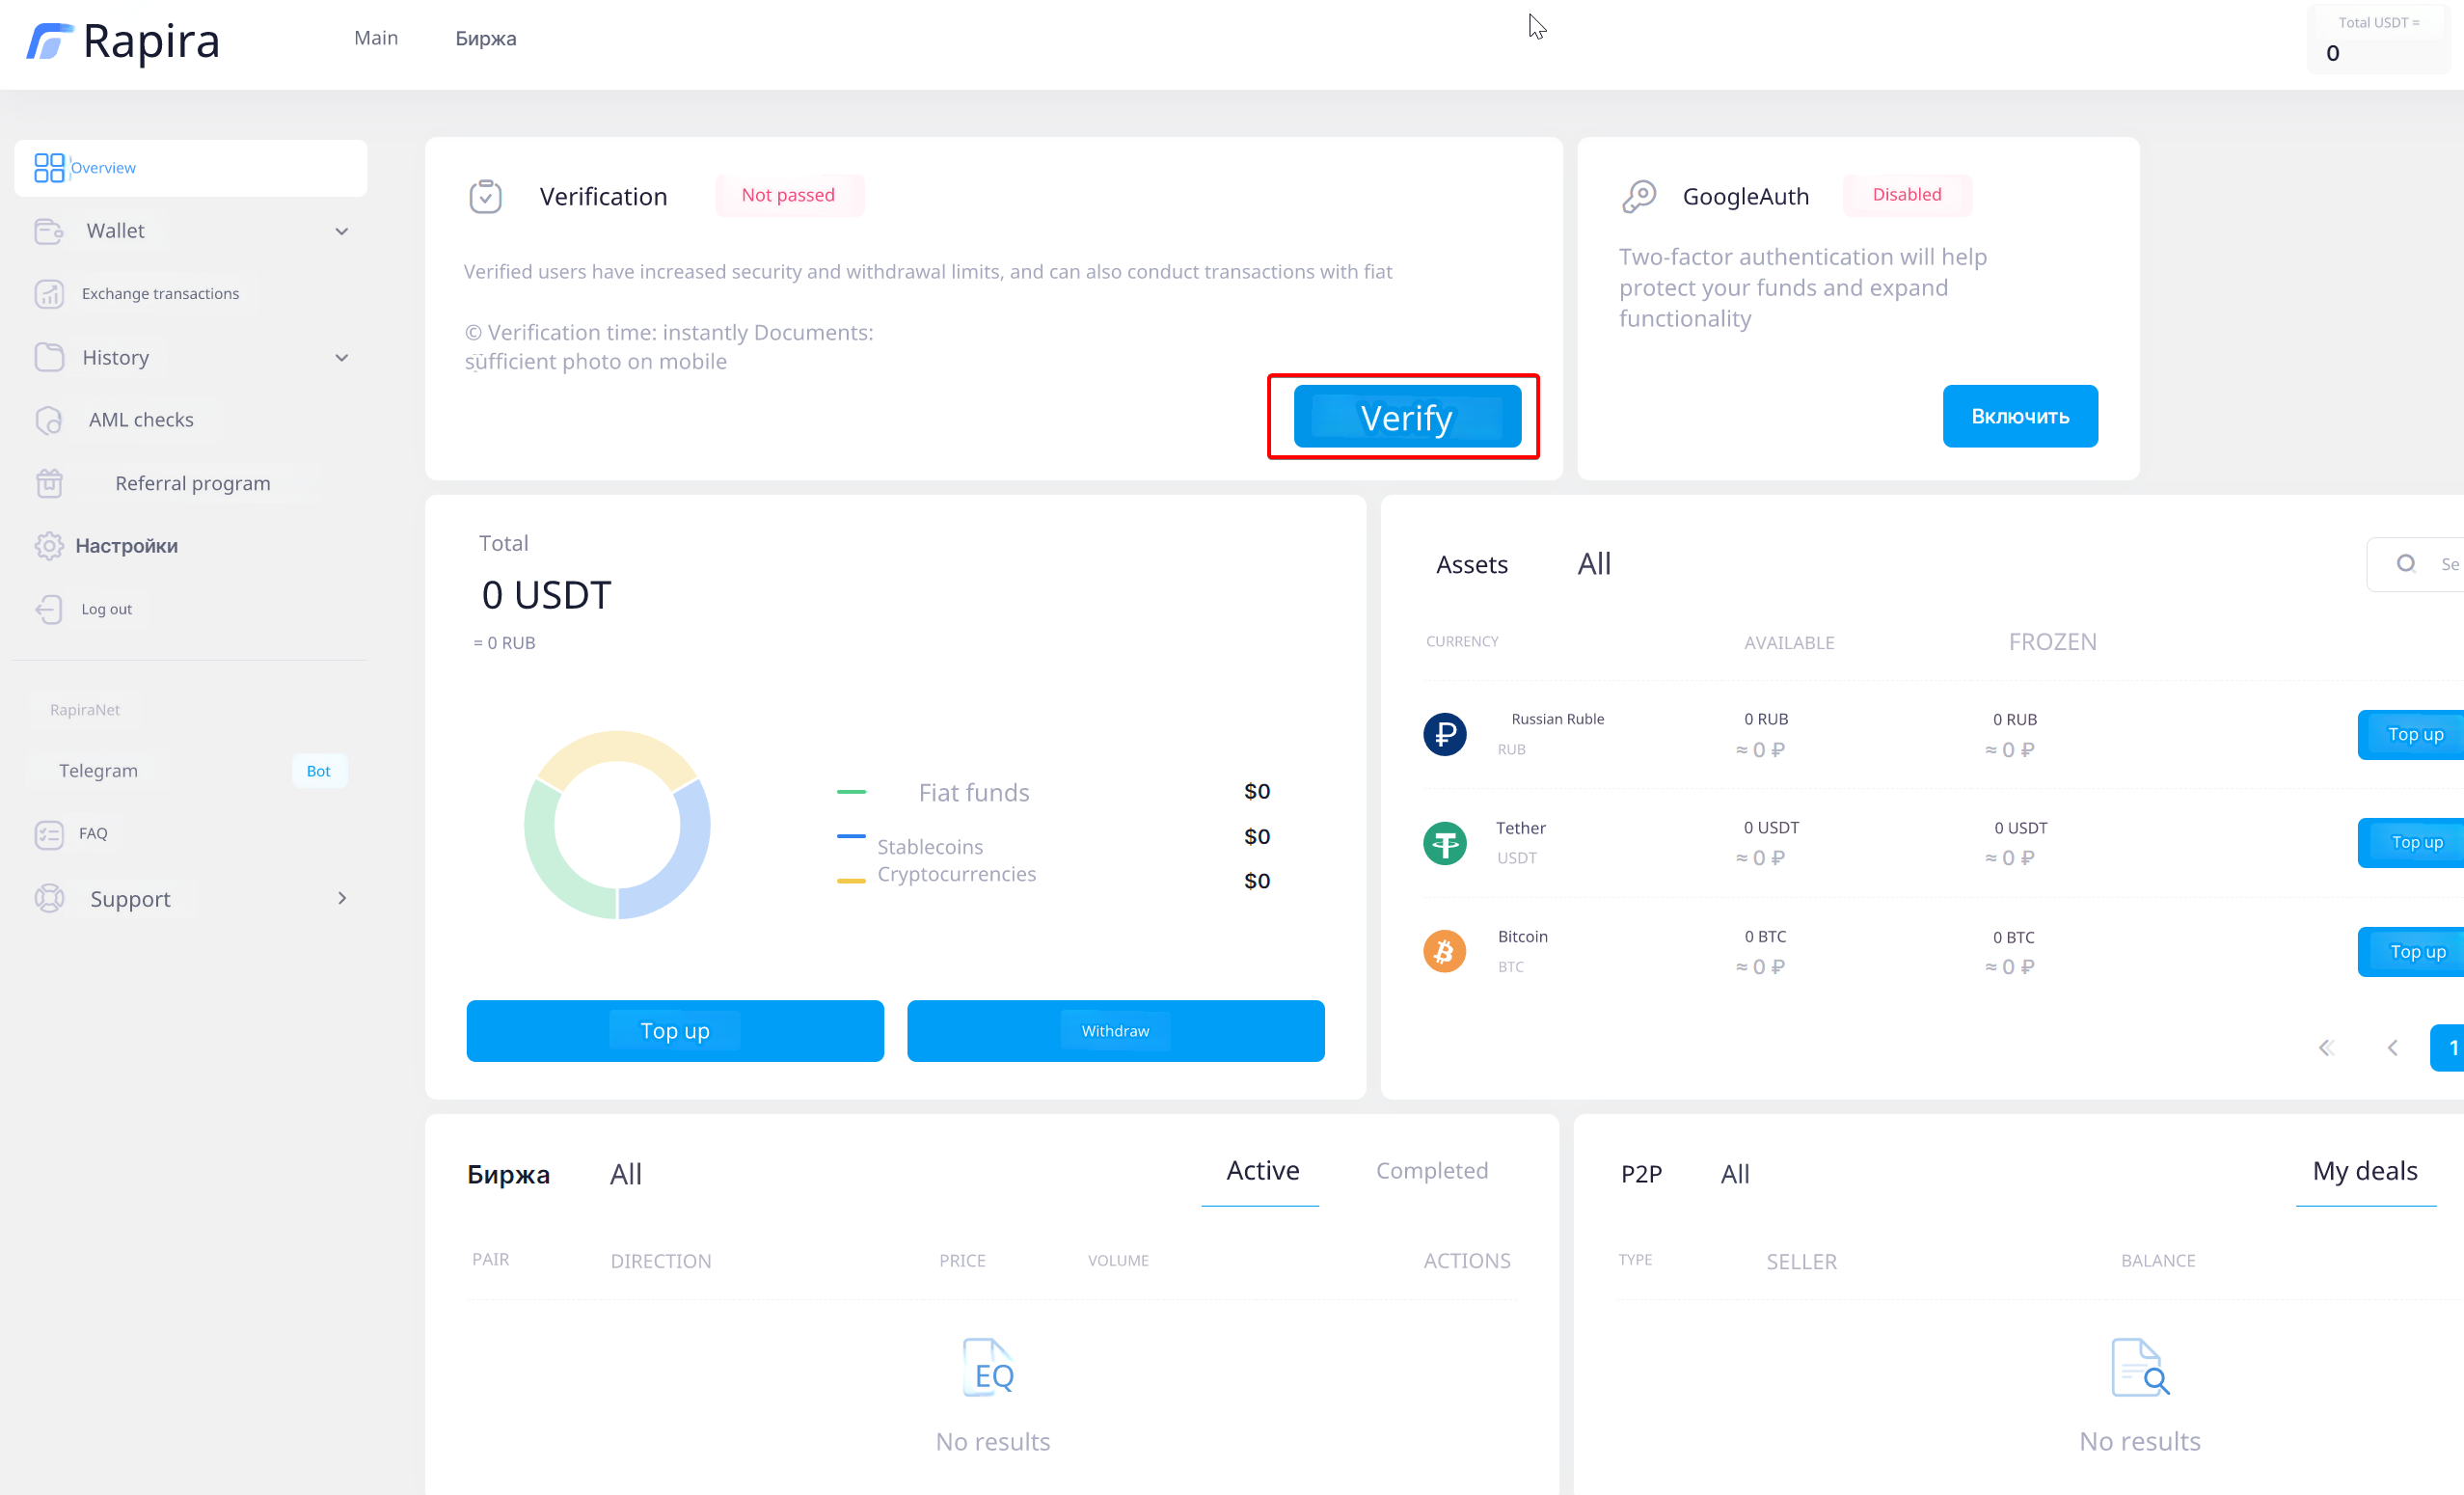 Rapira
Main
Биржа
Total USDT =
0
Overview
Wallet
Exchange transactions
History
AML checks
Referral program
Настройки
Log out
RapiraNet
Telegram
Bot
FAQ
Support
Verification
Not passed
Verified users have increased security and withdrawal limits, and can also conduct transactions with fiat
© Verification time: instantly Documents:
sufficient photo on mobile
Verify
GoogleAuth
Disabled
Two-factor authentication will help
protect your funds and expand
functionality
Включить
Total
0 USDT
= 0 RUB
Fiat funds
$0
Stablecoins
$0
Cryptocurrencies
$0
Top up
Withdraw
Assets
All
Se
CURRENCY
AVAILABLE
FROZEN
Russian Ruble
RUB
0 RUB
≈ 0 ₽
0 RUB
≈ 0 ₽
Top up
Tether
USDT
0 USDT
≈ 0 ₽
0 USDT
≈ 0 ₽
Top up
Bitcoin
BTC
0 BTC
≈ 0 ₽
0 BTC
≈ 0 ₽
Top up
1
Биржа
All
Active
Completed
PAIR
DIRECTION
PRICE
VOLUME
ACTIONS
EQ
No results
P2P
All
My deals
TYPE
SELLER
BALANCE
No results